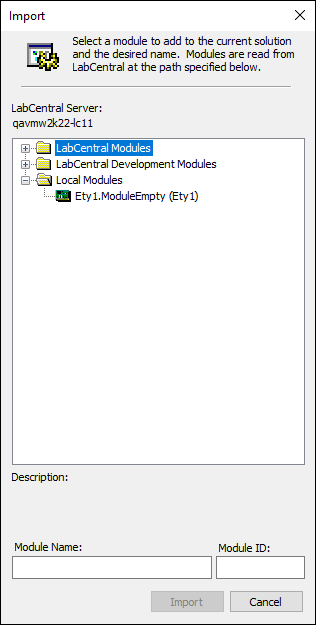 Import
Select a module to add to the current solution
and the desired name. Modules are read from
LabCentral at the path specified below.
LabCentral Server:
qavmw2k22-lc11
LabCentral Modules
LabCentral Development Modules
Local Modules
Ety1.ModuleEmpty (Ety1)
Description:
Module Name:
Module ID:
Import
Cancel